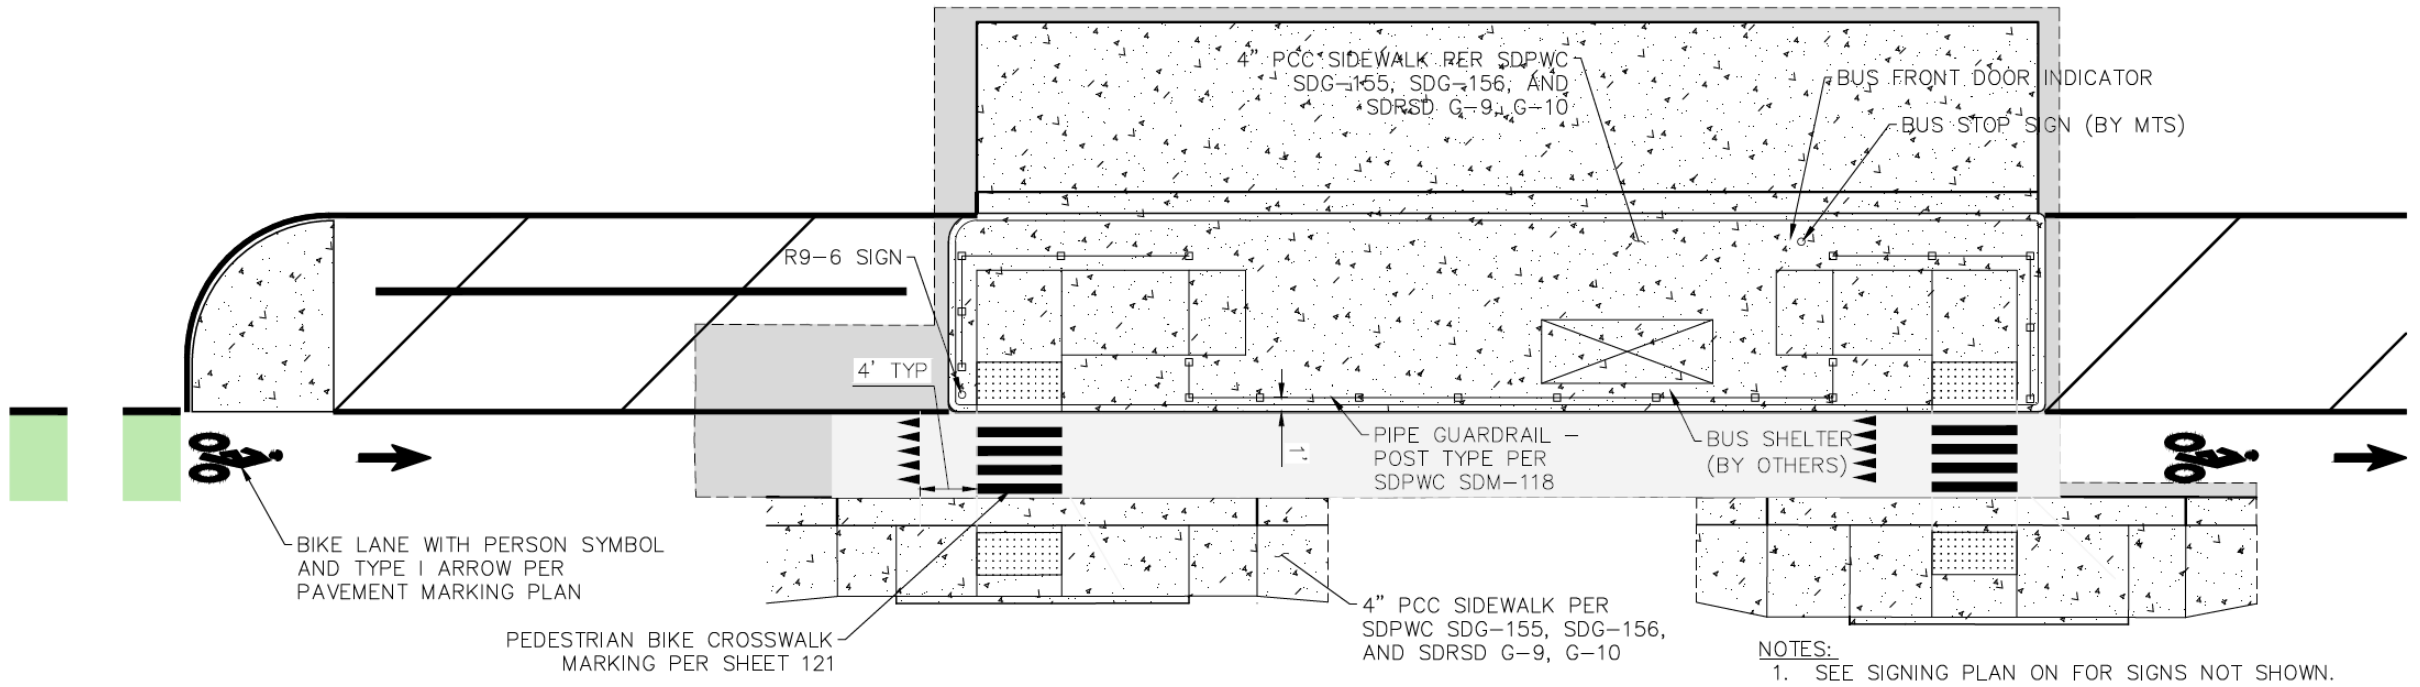 4" PCC SIDEWALK PER SDPWC
SDG-155, SDG-156, AND
SDRSD G-9, G-10
BUS FRONT DOOR INDICATOR
BUS STOP SIGN (BY MTS)
R9-6 SIGN
4' TYP
1'
PIPE GUARDRAIL -
POST TYPE PER
SDPWC SDM-118
BUS SHELTER
(BY OTHERS)
BIKE LANE WITH PERSON SYMBOL
AND TYPE I ARROW PER
PAVEMENT MARKING PLAN
PEDESTRIAN BIKE CROSSWALK
MARKING PER SHEET 121
4" PCC SIDEWALK PER
SDPWC SDG-155, SDG-156,
AND SDRSD G-9, G-10
NOTES:
1. SEE SIGNING PLAN ON FOR SIGNS NOT SHOWN.